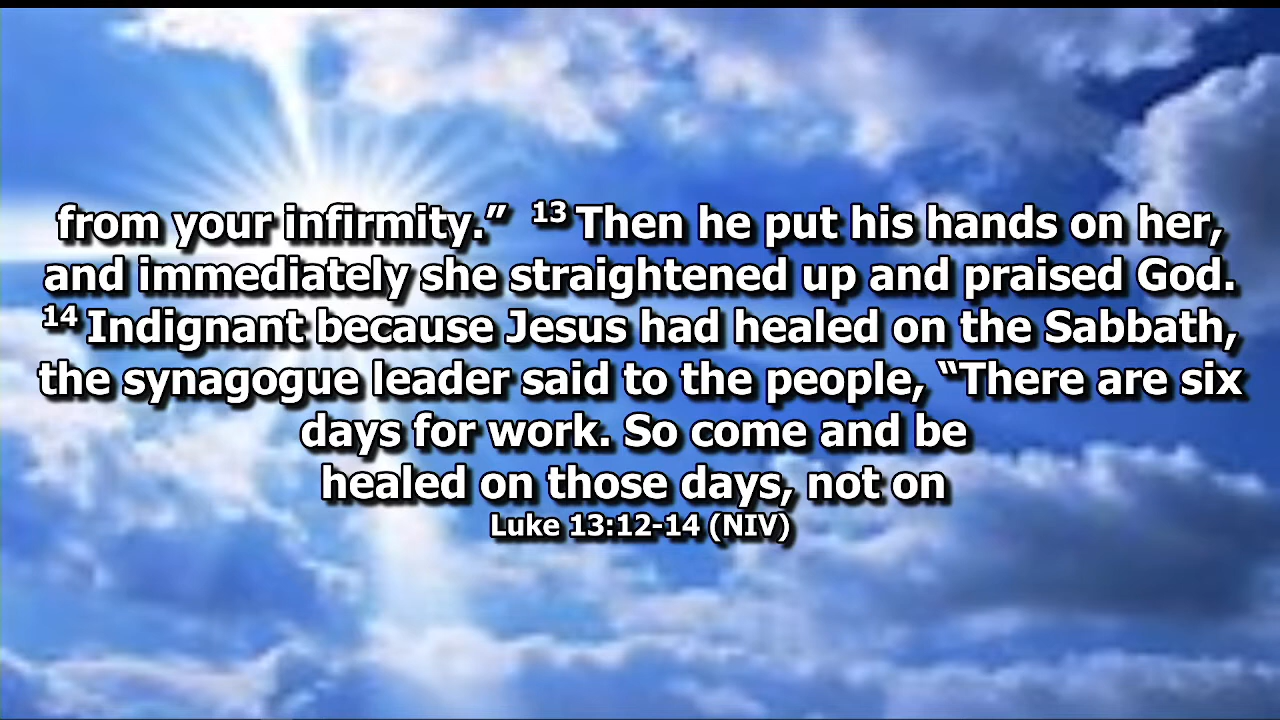 from your infirmity.” 13 Then he put his hands on her,
and immediately she straightened up and praised God.
14 Indignant because Jesus had healed on the Sabbath,
the synagogue leader said to the people, “There are six
days for work. So come and be
healed on those days, not on
Luke 13:12-14 (NIV)